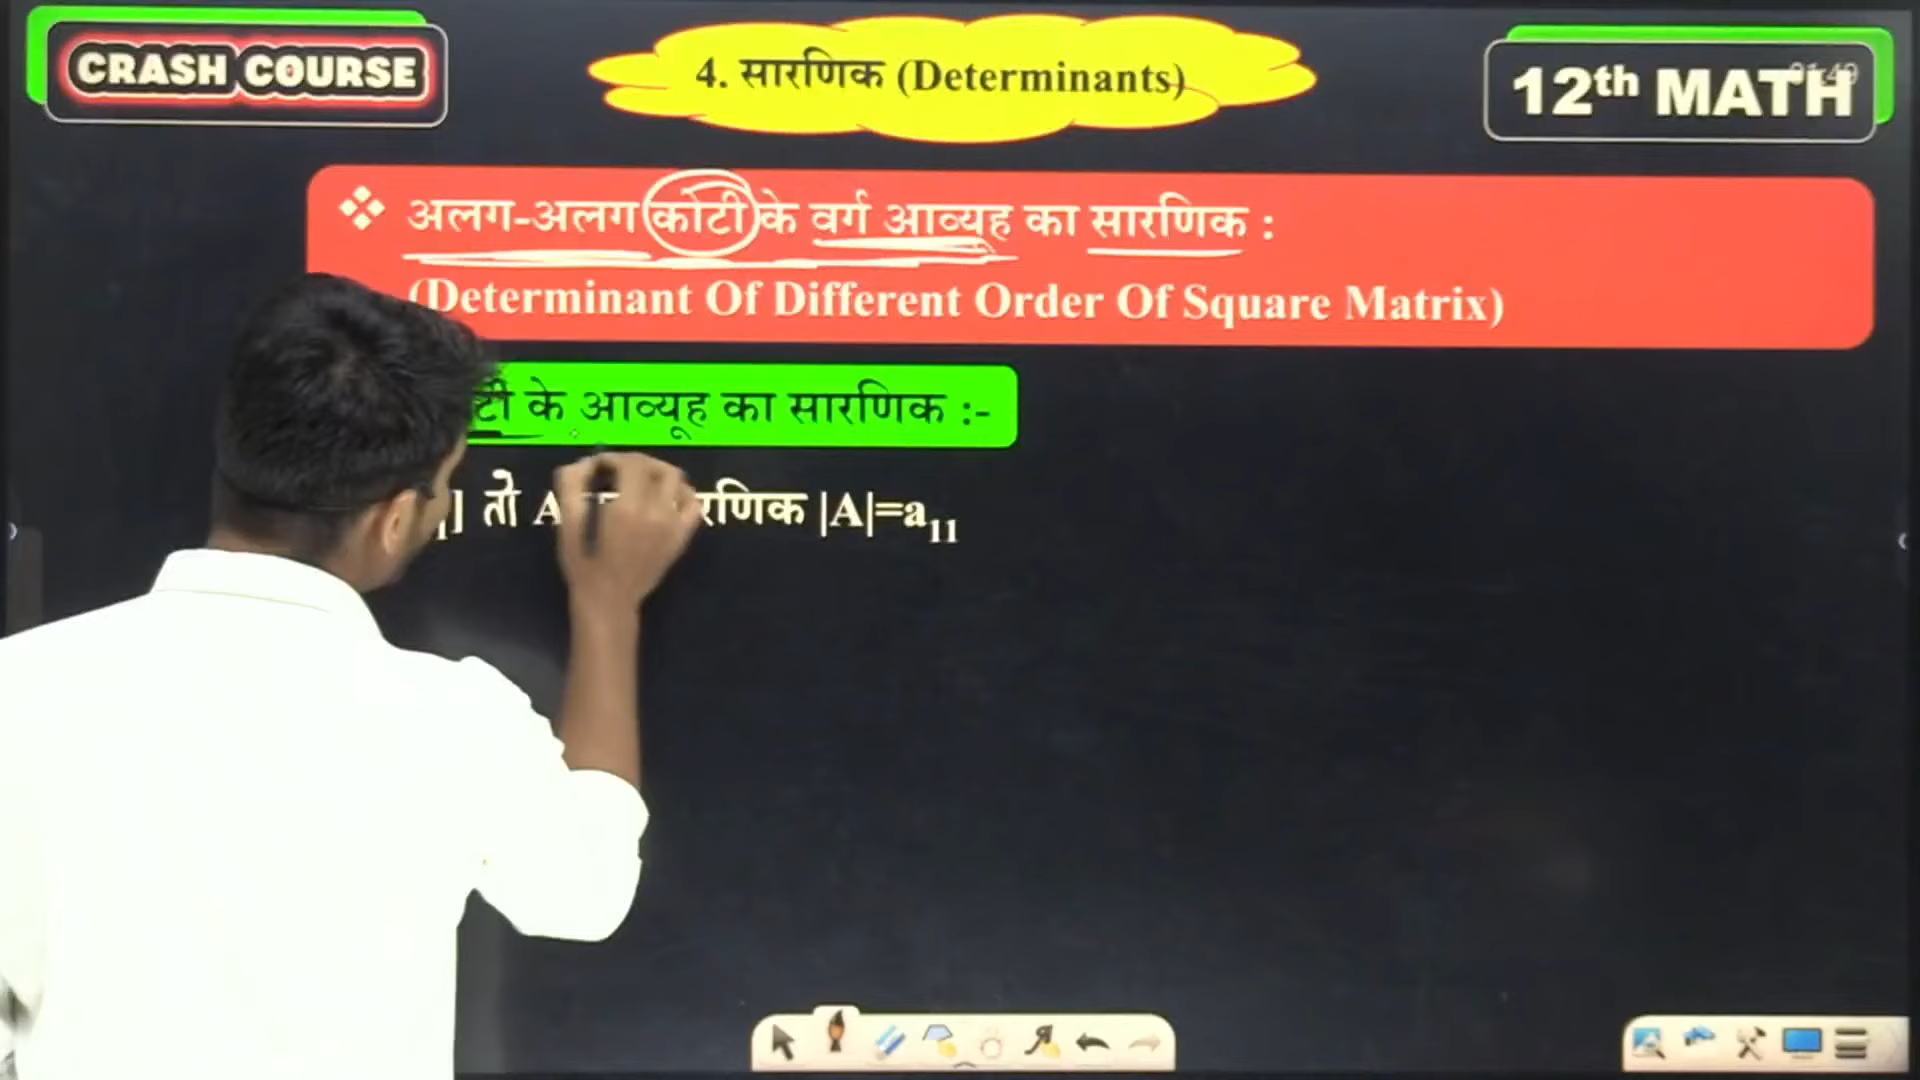 CRASH COURSE
4. सारणिक (Determinants)
12th MATH
❖ अलग-अलग कोटी के वर्ग आव्यह का सारणिक :
(Determinant Of Different Order Of Square Matrix)
के आव्यूह का सारणिक :-
] तो A |A|=a11